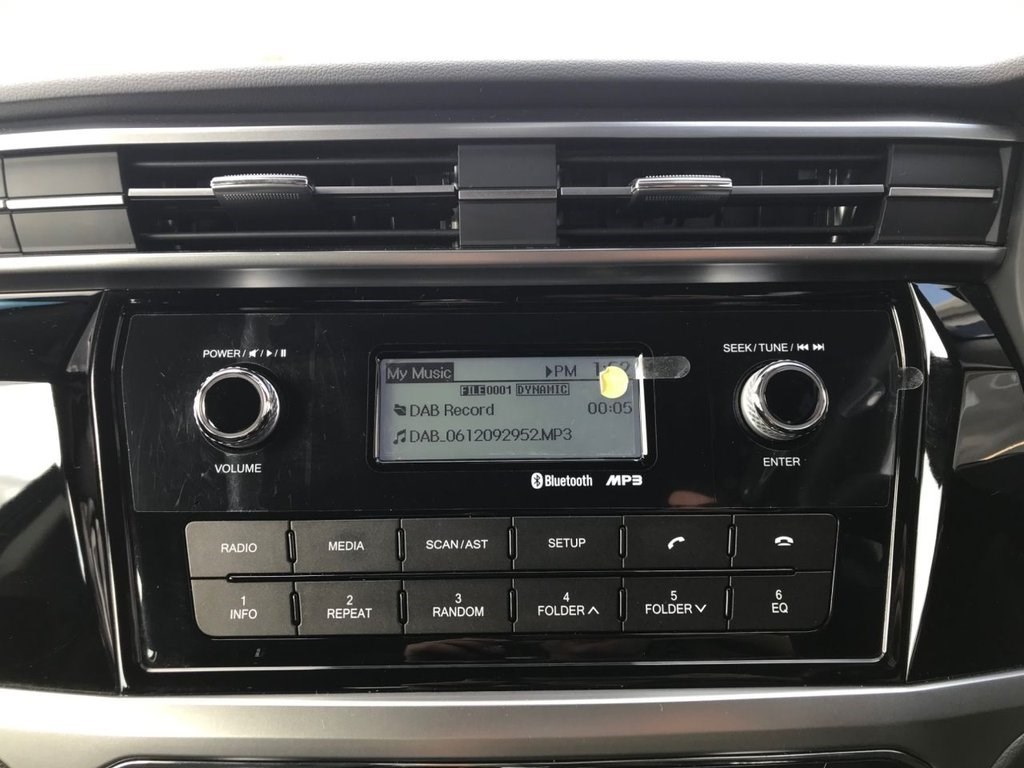 POWER/ / /
SEEK/TUNE/
My Music PM
FILE0001 DYNAMIC
DAB Record 00:05
DAB_0612092952.MP3
VOLUME
ENTER
Bluetooth MP3
RADIO MEDIA SCAN/AST SETUP
1 2 3 4 5 6
INFO REPEAT RANDOM FOLDER FOLDER EQ